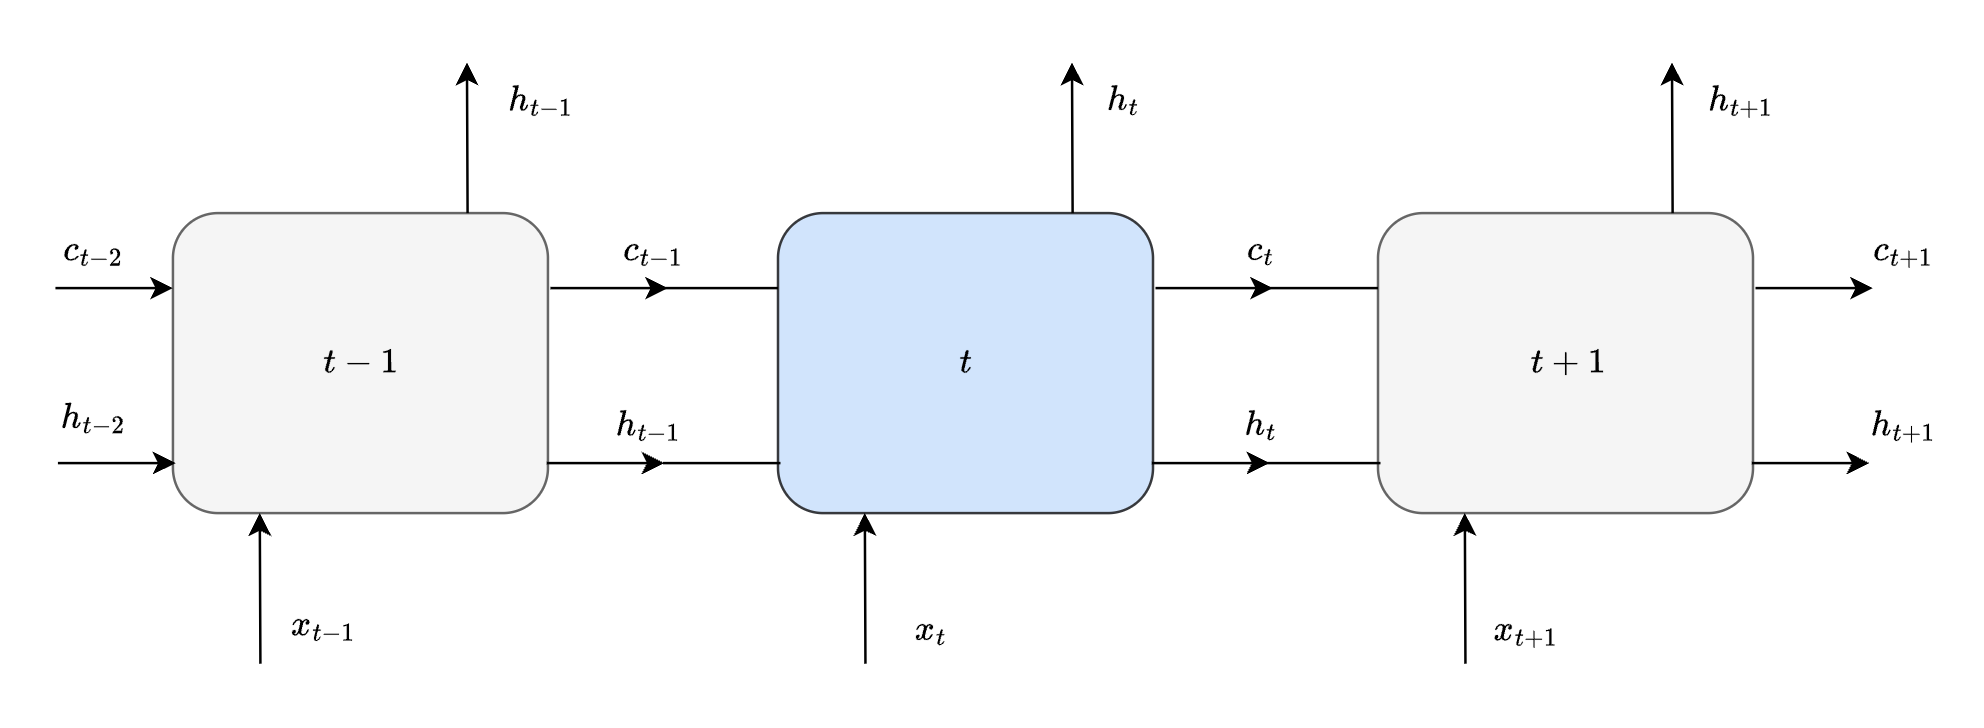 h_{t-1} h_t h_{t+1}
c_{t-2} c_{t-1} c_t c_{t+1}
t − 1 t t + 1
h_{t-2} h_{t-1} h_t h_{t+1}
x_{t-1} x_t x_{t+1}